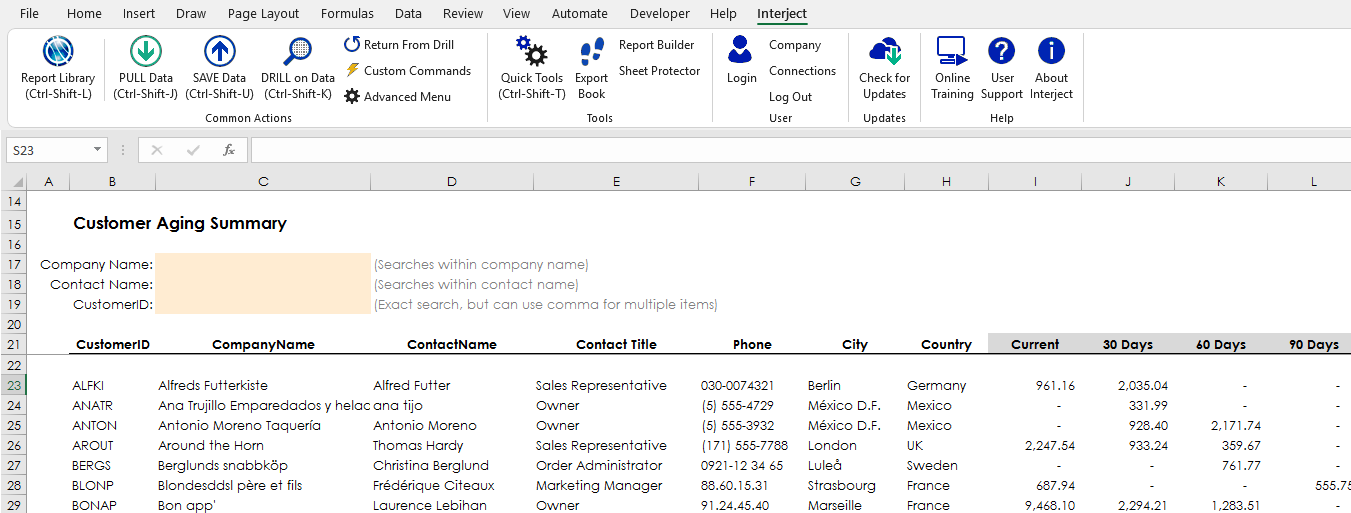 File Home Insert Draw Page Layout Formulas Data Review View Automate Developer Help Interject
Report Library (Ctrl-Shift-L)
PULL Data (Ctrl-Shift-J)
SAVE Data (Ctrl-Shift-U)
DRILL on Data (Ctrl-Shift-K)
Return From Drill
Custom Commands
Advanced Menu
Common Actions
Quick Tools (Ctrl-Shift-T)
Export Book
Report Builder
Sheet Protector
Tools
Login
Company
Connections
Log Out
User
Check for Updates
Updates
Online Training
User Support
About Interject
Help
S23 fx
A B C D E F G H I J K L
14
15 Customer Aging Summary
16
17 Company Name: (Searches within company name)
18 Contact Name: (Searches within contact name)
19 CustomerID: (Exact search, but can use comma for multiple items)
20
21 CustomerID CompanyName ContactName Contact Title Phone City Country Current 30 Days 60 Days 90 Days
22
23 ALFKI Alfreds Futterkiste Alfred Futter Sales Representative 030-0074321 Berlin Germany 961.16 2,035.04 - -
24 ANATR Ana Trujillo Emparedados y helac ana tijo Owner (5) 555-4729 México D.F. Mexico - 331.99 - -
25 ANTON Antonio Moreno Taquería Antonio Moreno Owner (5) 555-3932 México D.F. Mexico - 928.40 2,171.74 -
26 AROUT Around the Horn Thomas Hardy Sales Representative (171) 555-7788 London UK 2,247.54 933.24 359.67 -
27 BERGS Berglunds snabbköp Christina Berglund Order Administrator 0921-12 34 65 Luleå Sweden - - 761.77 -
28 BLONP Blondesddsl père et fils Frédérique Citeaux Marketing Manager 88.60.15.31 Strasbourg France 687.94 - - 555.75
29 BONAP Bon app' Laurence Lebihan Owner 91.24.45.40 Marseille France 9,468.10 2,294.21 1,283.51 -